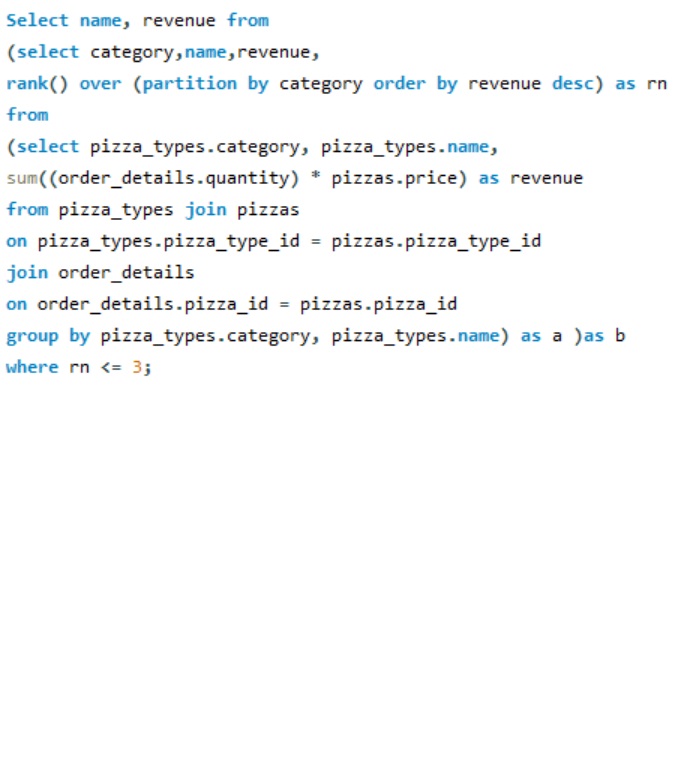 Select name, revenue from
(select category,name,revenue,
rank() over (partition by category order by revenue desc) as rn
from
(select pizza_types.category, pizza_types.name,
sum((order_details.quantity) * pizzas.price) as revenue
from pizza_types join pizzas
on pizza_types.pizza_type_id = pizzas.pizza_type_id
join order_details
on order_details.pizza_id = pizzas.pizza_id
group by pizza_types.category, pizza_types.name) as a )as b
where rn <= 3;